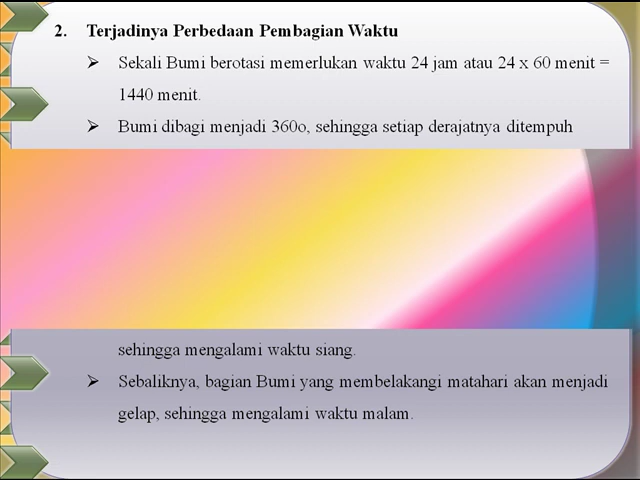 2. Terjadinya Perbedaan Pembagian Waktu
➢ Sekali Bumi berotasi memerlukan waktu 24 jam atau 24 x 60 menit =
1440 menit.
➢ Bumi dibagi menjadi 360o, sehingga setiap derajatnya ditempuh
sehingga mengalami waktu siang.
➢ Sebaliknya, bagian Bumi yang membelakangi matahari akan menjadi
gelap, sehingga mengalami waktu malam.